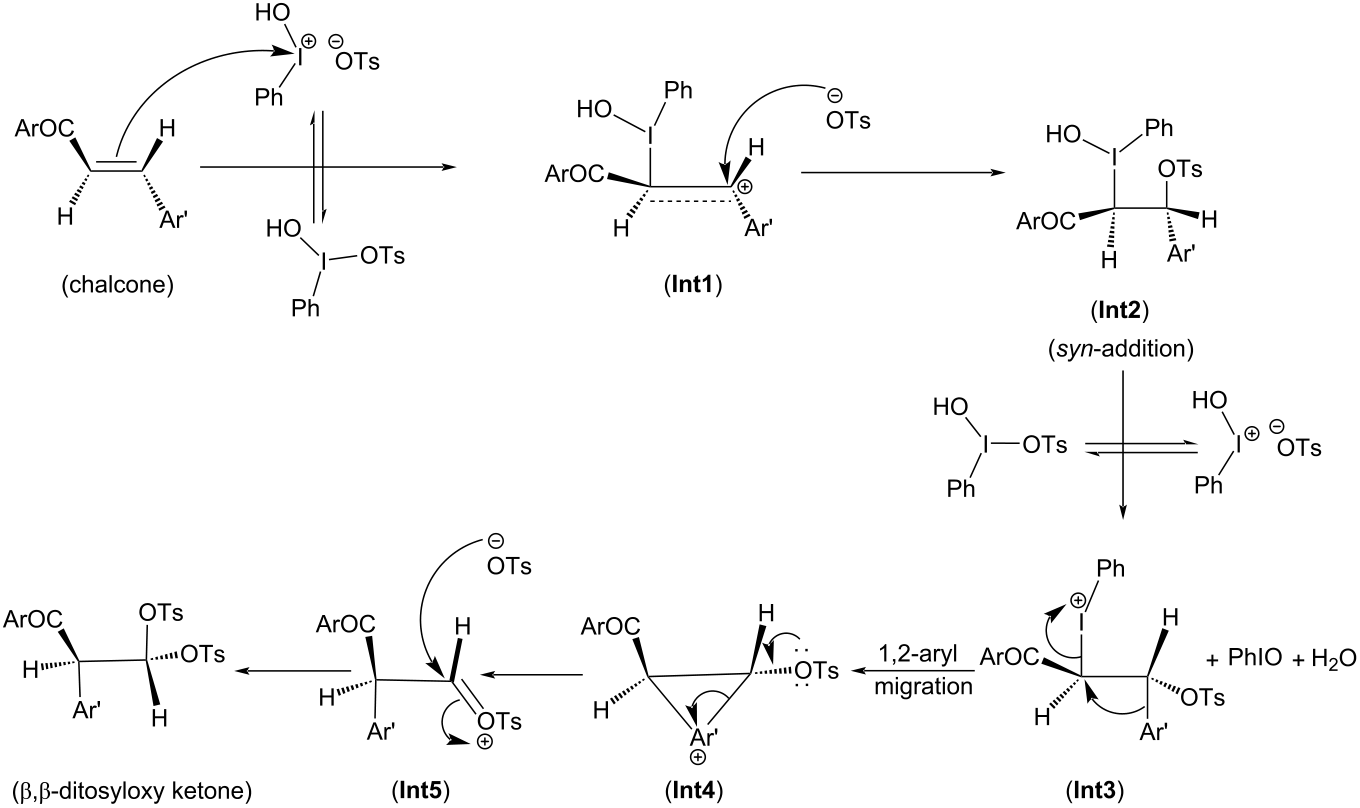 HO
I⊕ ⊖OTs
Ph
ArOC H
H Ar'
(chalcone)
HO
I OTs
Ph
Ph
HO
I
⊖OTs
ArOC H
⊕
H Ar'
(Int1)
HO Ph
I OTs
ArOC H
H Ar'
(Int2)
(syn-addition)
HO
I OTs
Ph
HO
I⊕ ⊖OTs
Ph
Ph
⊕
I H
ArOC OTs
H Ar'
(Int3)
+ PhIO + H2O
1,2-aryl
migration
ArOC H
H ..OTs..
Ar'
⊕
(Int4)
⊖OTs
ArOC H
H OTs
Ar' ⊕
(Int5)
ArOC OTs
H OTs
Ar' H
(β,β-ditosyloxy ketone)